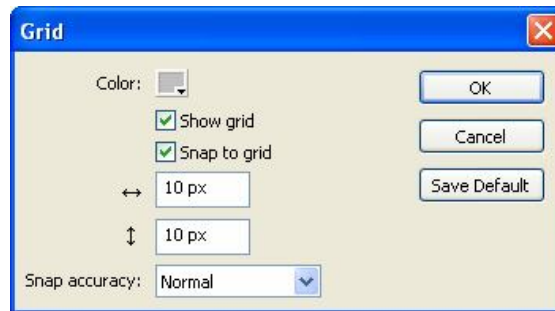 Grid
Color:
OK
Show grid
Cancel
Snap to grid
10 px
Save Default
10 px
Snap accuracy: Normal